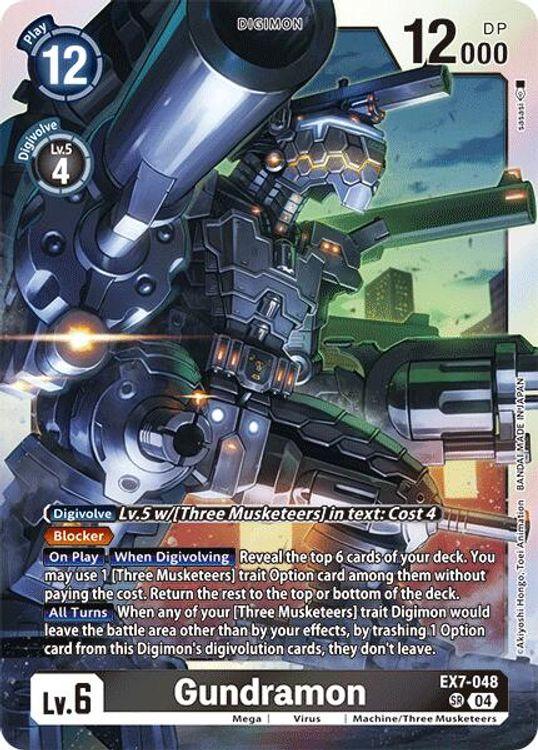 Play
12
DIGIMON
DP
12000
Digivolve
Lv.5
4
sasasi
Digivolve Lv.5 w/[Three Musketeers] in text: Cost 4
Blocker
On Play When Digivolving Reveal the top 6 cards of your deck. You
may use 1 [Three Musketeers] trait Option card among them without
paying the cost. Return the rest to the top or bottom of the deck.
All Turns When any of your [Three Musketeers] trait Digimon would
leave the battle area other than by your effects, by trashing 1 Option
card from this Digimon's digivolution cards, they don't leave.
©Akiyoshi Hongo, Toei Animation BANDAI MADE IN JAPAN
Lv.6
Gundramon
EX7-048
SR 04
Mega Virus Machine/Three Musketeers